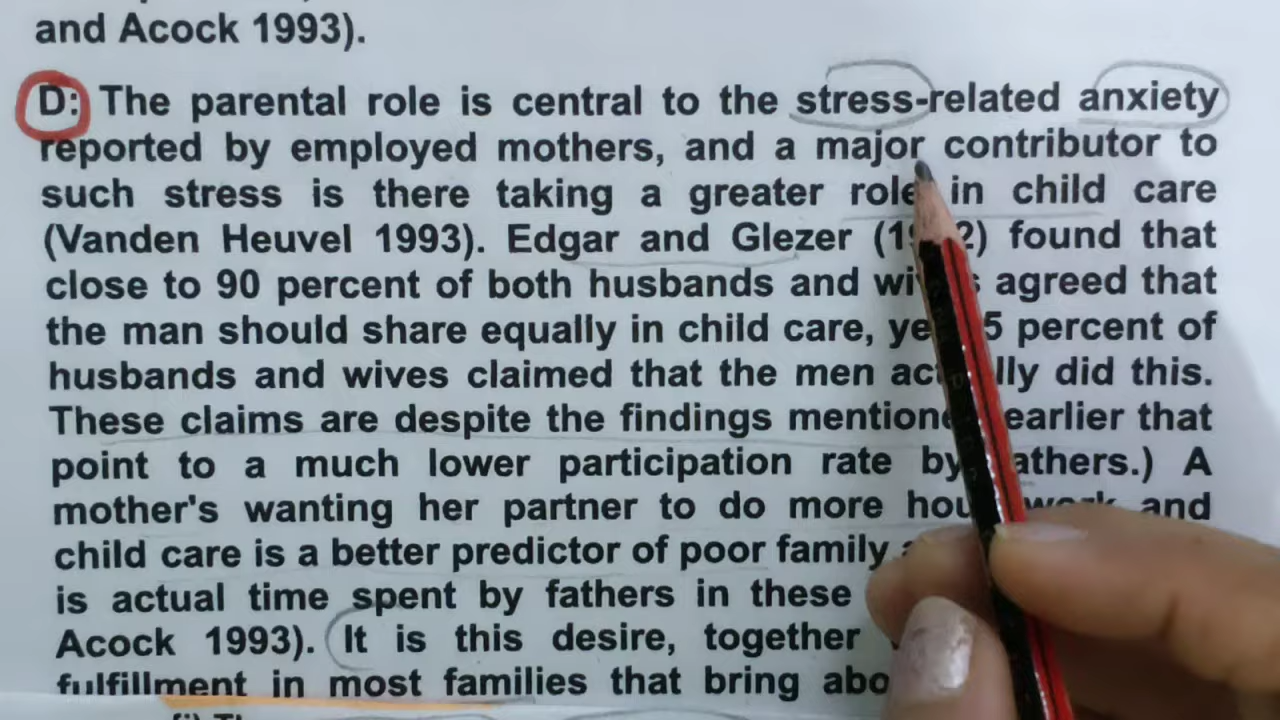 and Acock 1993).
D: The parental role is central to the stress-related anxiety
reported by employed mothers, and a major contributor to
such stress is there taking a greater role in child care
(Vanden Heuvel 1993). Edgar and Glezer found that
close to 90 percent of both husbands and agreed that
the man should share equally in child care, percent of
husbands and wives claimed that the men did this.
These claims are despite the findings earlier that
point to a much lower participation rate by A
mother's wanting her partner to do more and
child care is a better predictor of poor family
is actual time spent by fathers in these
Acock 1993). It is this desire, together
fulfillment in most families that bring